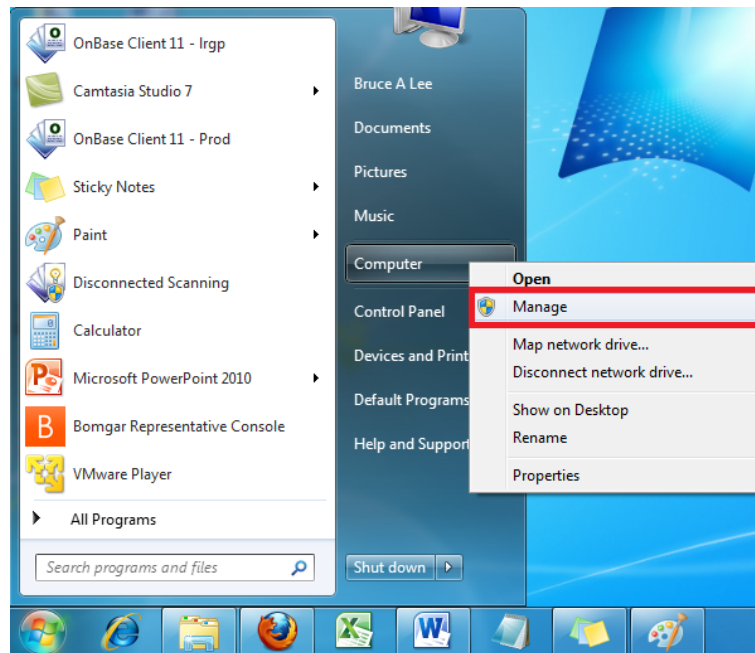 OnBase Client 11 - Irgp
Camtasia Studio 7
OnBase Client 11 - Prod
Sticky Notes
Paint
Disconnected Scanning
Calculator
Microsoft PowerPoint 2010
Bomgar Representative Console
VMware Player
All Programs
Search programs and files
Bruce A Lee
Documents
Pictures
Music
Computer
Control Panel
Devices and Print
Default Programs
Help and Support
Shut down
Open
Manage
Map network drive...
Disconnect network drive...
Show on Desktop
Rename
Properties